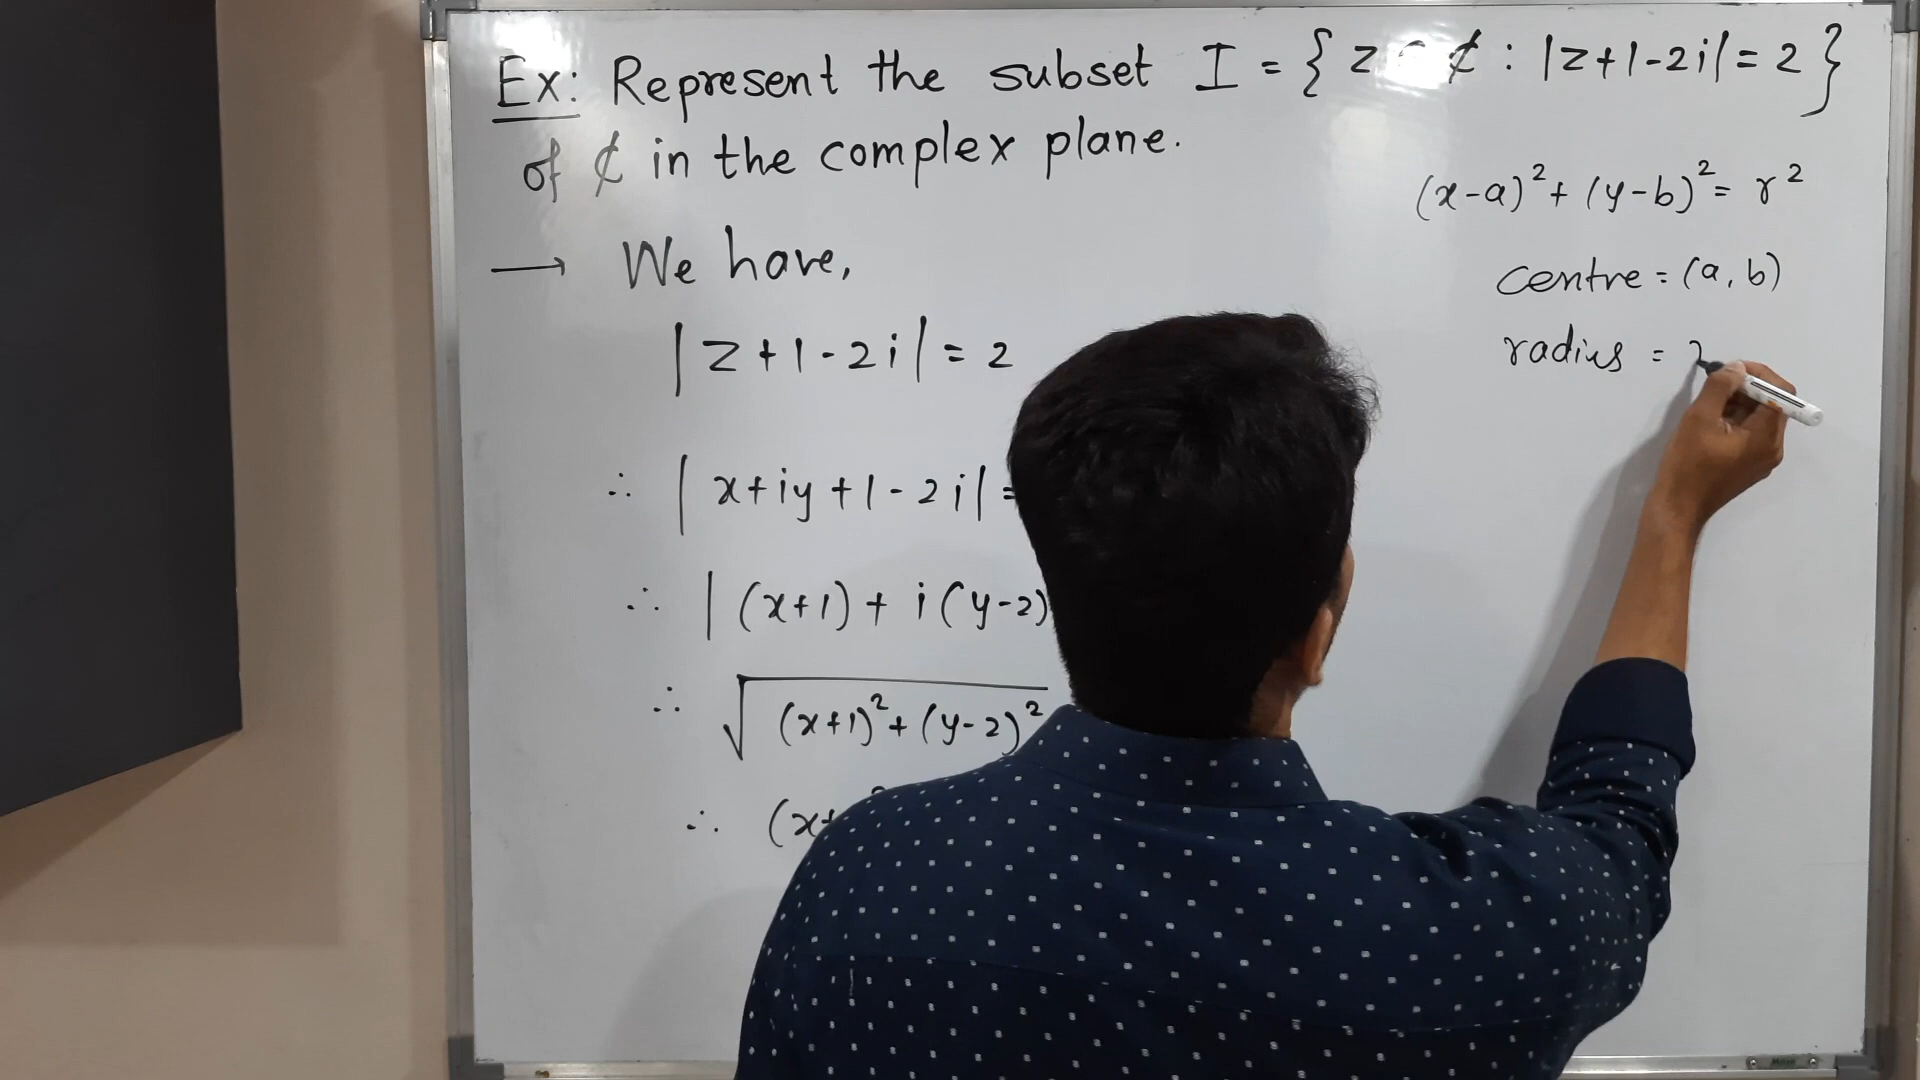 Ex: Represent the subset I = { z ¢ : |z+1-2i| = 2 }
of ¢ in the complex plane.
→ We have,
|z+1-2i| = 2
∴ |x+iy+1-2i| =
∴ |(x+1) + i(y-2)
∴ √(x+1)²+(y-2)²
∴ (x+
(x-a)²+(y-b)² = r²
centre = (a, b)
radius =